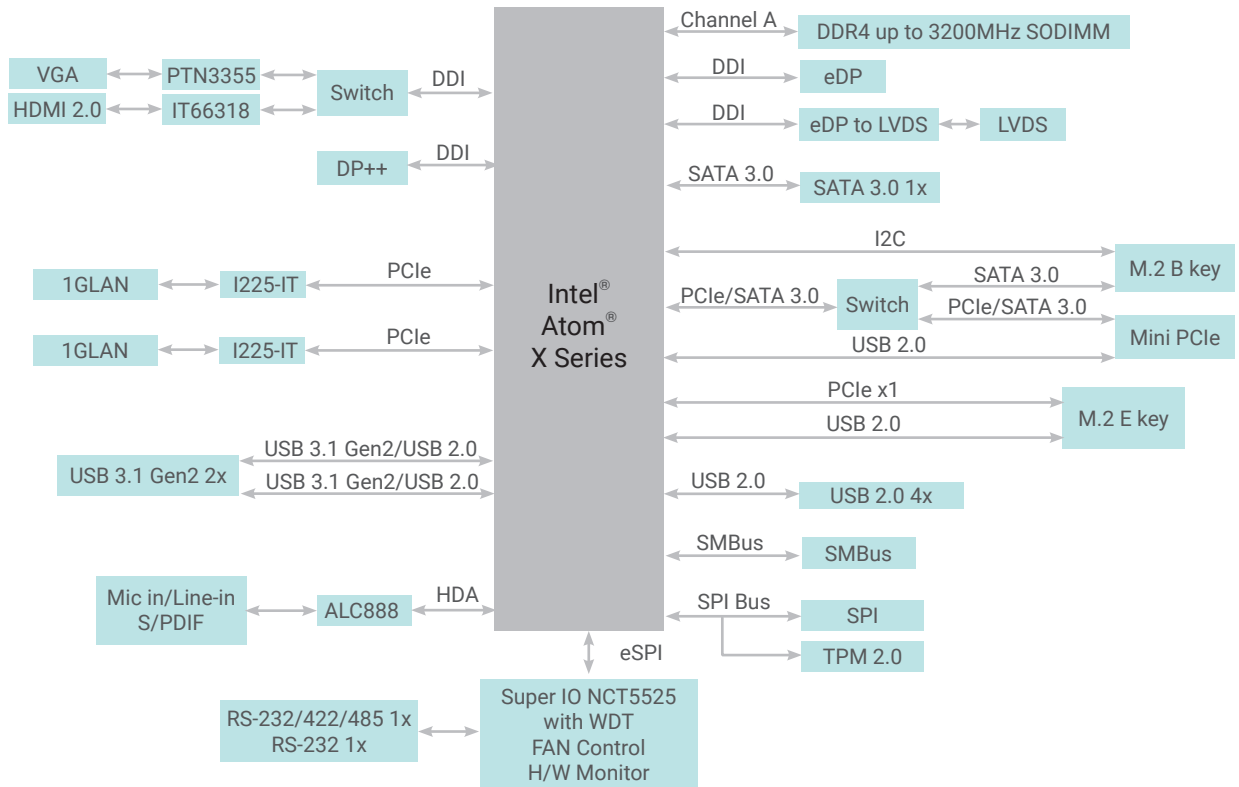 Channel A
DDR4 up to 3200MHz SODIMM
VGA
PTN3355
Switch
DDI
DDI
eDP
HDMI 2.0
IT66318
DDI
eDP to LVDS
LVDS
DP++
DDI
SATA 3.0
SATA 3.0 1x
I2C
M.2 B key
1GLAN
I225-IT
PCIe
Intel®
Atom®
X Series
PCIe/SATA 3.0
Switch
SATA 3.0
PCIe/SATA 3.0
Mini PCIe
1GLAN
I225-IT
PCIe
USB 2.0
PCIe x1
M.2 E key
USB 2.0
USB 3.1 Gen2 2x
USB 3.1 Gen2/USB 2.0
USB 3.1 Gen2/USB 2.0
USB 2.0
USB 2.0 4x
SMBus
SMBus
Mic in/Line-in
S/PDIF
ALC888
HDA
SPI Bus
SPI
TPM 2.0
eSPI
Super IO NCT5525
with WDT
FAN Control
H/W Monitor
RS-232/422/485 1x
RS-232 1x